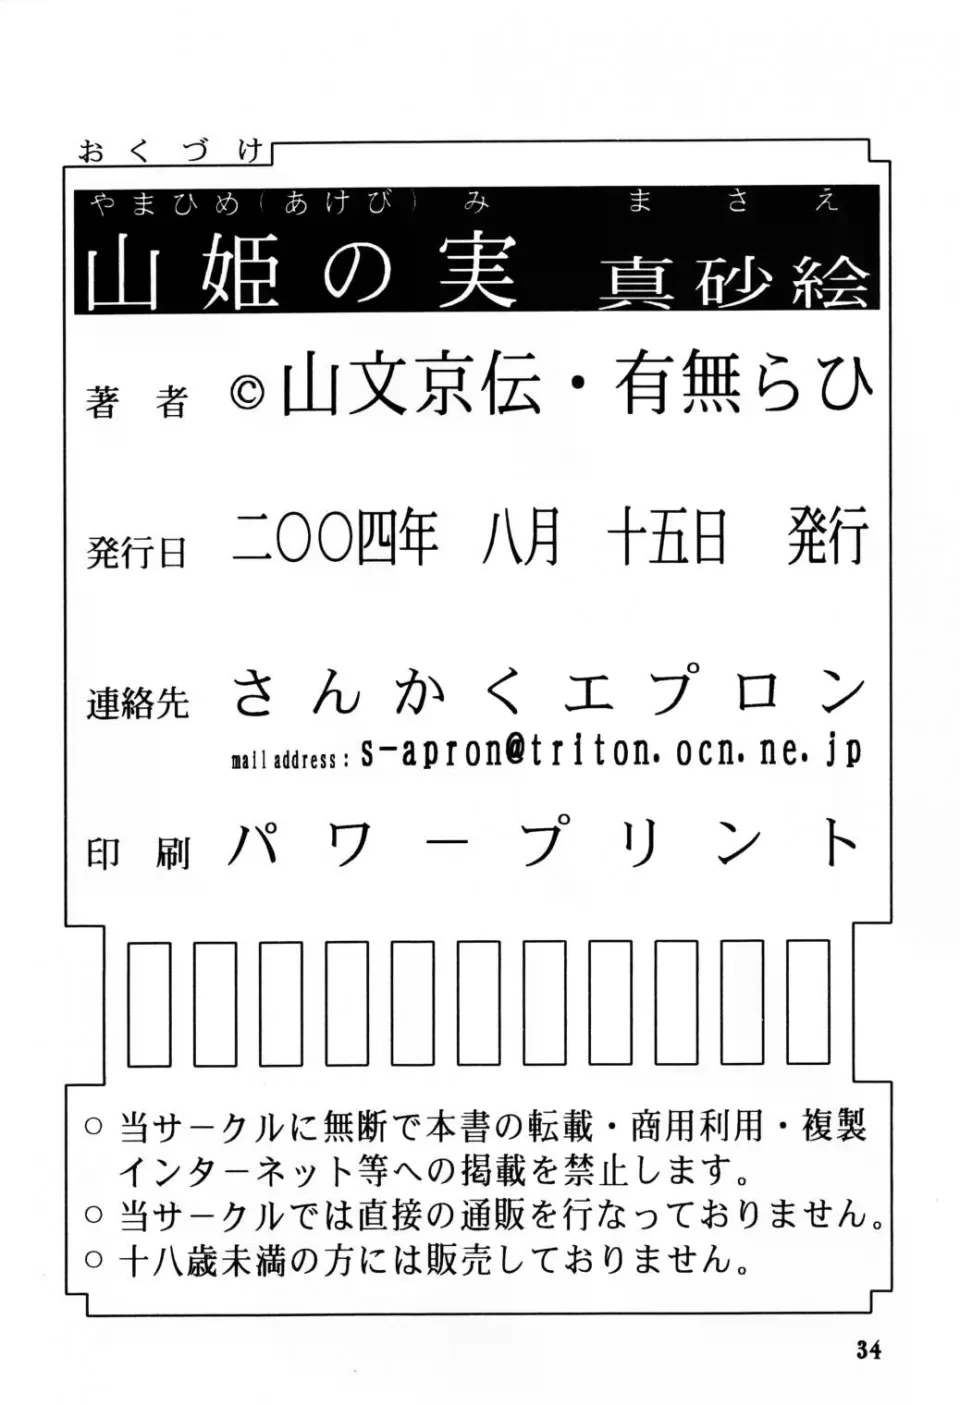 おくづけ
やまひめ(あけび)み　まさえ
山姫の実　真砂絵
著者　©山文京伝・有無らひ
発行日　二〇〇四年　八月　十五日　発行
連絡先　さんかくエプロン
mail address: s-apron@triton.ocn.ne.jp
印刷　パワープリント
○ 当サークルに無断で本書の転載・商用利用・複製
インターネット等への掲載を禁止します。
○ 当サークルでは直接の通販を行なっておりません。
○ 十八歳未満の方には販売しておりません。
34